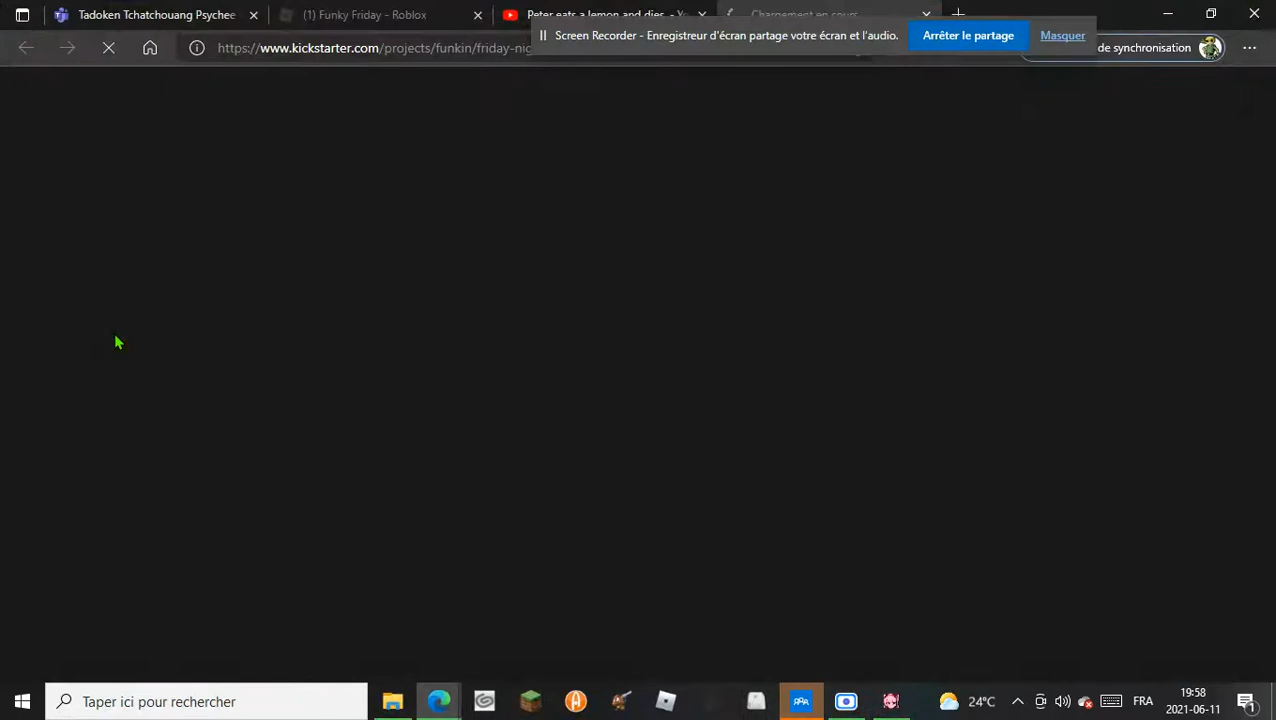 Tadoken Tchatchouang Psychee
(1) Funky Friday - Roblox
Peter eats a lemon and dies. - Y
Chargement en cours
https://www.kickstarter.com/projects/funkin/friday-nig
Screen Recorder - Enregistreur d'écran partage votre écran et l'audio.
Arrêter le partage
Masquer
de synchronisation
Taper ici pour rechercher
24°C
FRA
19:58
2021-06-11
1